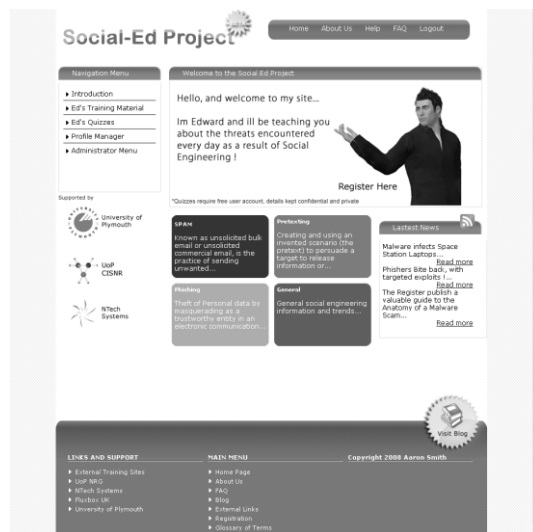 Social-Ed Project
Home About Us Help FAQ Logout
Navigation Menu
Introduction
Ed's Training Material
Ed's Quizzes
Profile Manager
Administrator Menu
Supported by
University of
Plymouth
UoP
CISNR
NTech
Systems
Welcome to the Social Ed Project
Hello, and welcome to my site...
Im Edward and ill be teaching you
about the threats encountered
every day as a result of Social
Engineering !
Register Here
*Quizzes require free user account, details kept confidential and private
SPAM
Known as unsolicited bulk
email or unsolicited
commercial email, is the
practice of sending
unwanted...
Pretexting
Creating and using an
invented scenario (the
pretext) to persuade a
target to release
information or...
Phishing
Theft of Personal data by
masquerading as a
trustworthy entity in an
electronic communication...
General
General social engineering
information and trends...
Lastest News
Malware infects Space
Station Laptops...
Read more
Phishers Bite back, with
targeted exploits !...
Read more
The Register publish a
valuable guide to the
Anatomy of a Malware
Scam...
Read more
Visit Blog
LINKS AND SUPPORT
External Training Sites
UoP NRG
NTech Systems
Fluxbox UK
Unversity of Plymouth
MAIN MENU
Home Page
About Us
FAQ
Blog
External Links
Registration
Glossary of Terms
Copyright 2008 Aaron Smith